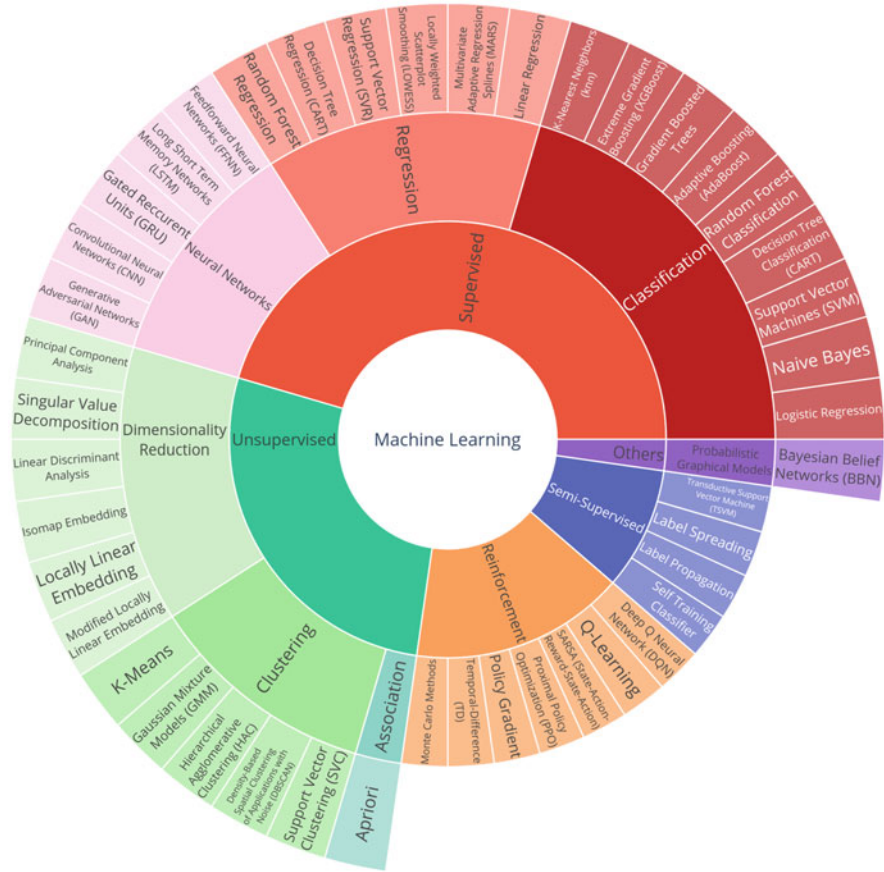 Machine Learning
Supervised
Classification
K-Nearest Neighbors
(knn)
Extreme Gradient
Boosting (XGBoost)
Gradient Boosted
Trees
Adaptive Boosting
(AdaBoost)
Random Forest
Classification
Decision Tree
Classification
(CART)
Support Vector
Machines (SVM)
Naive Bayes
Logistic Regression
Regression
Random Forest
Regression
Decision Tree
Regression (CART)
Support Vector
Regression (SVR)
Locally Weighted
Scatterplot
Smoothing (LOWESS)
Multivariate
Adaptive Regression
Splines (MARS)
Linear Regression
Neural Networks
Feedforward Neural
Networks (FFNN)
Long Short Term
Memory Networks
(LSTM)
Gated Reccurent
Units (GRU)
Convolutional Neural
Networks (CNN)
Generative
Adversarial Networks
(GAN)
Unsupervised
Dimensionality
Reduction
Principal Component
Analysis
Singular Value
Decomposition
Linear Discriminant
Analysis
Isomap Embedding
Locally Linear
Embedding
Modified Locally
Linear Embedding
Clustering
K-Means
Gaussian Mixture
Models (GMM)
Hierarchical
Agglomerative
Clustering (HAC)
Density-Based
Spatial Clustering
of Applications with
Noise (DBSCAN)
Support Vector
Clustering (SVC)
Association
Apriori
Reinforcement
Monte Carlo Methods
Temporal-Difference
(TD)
Policy Gradient
Proximal Policy
Optimization (PPO)
SARSA (State-Action-
Reward-State-Action)
Q-Learning
Deep Q Neural
Network (DQN)
Semi-Supervised
Transductive Support
Vector Machine
(TSVM)
Label Spreading
Label Propagation
Self Training
Classifier
Others
Probabilistic
Graphical Models
Bayesian Belief
Networks (BBN)